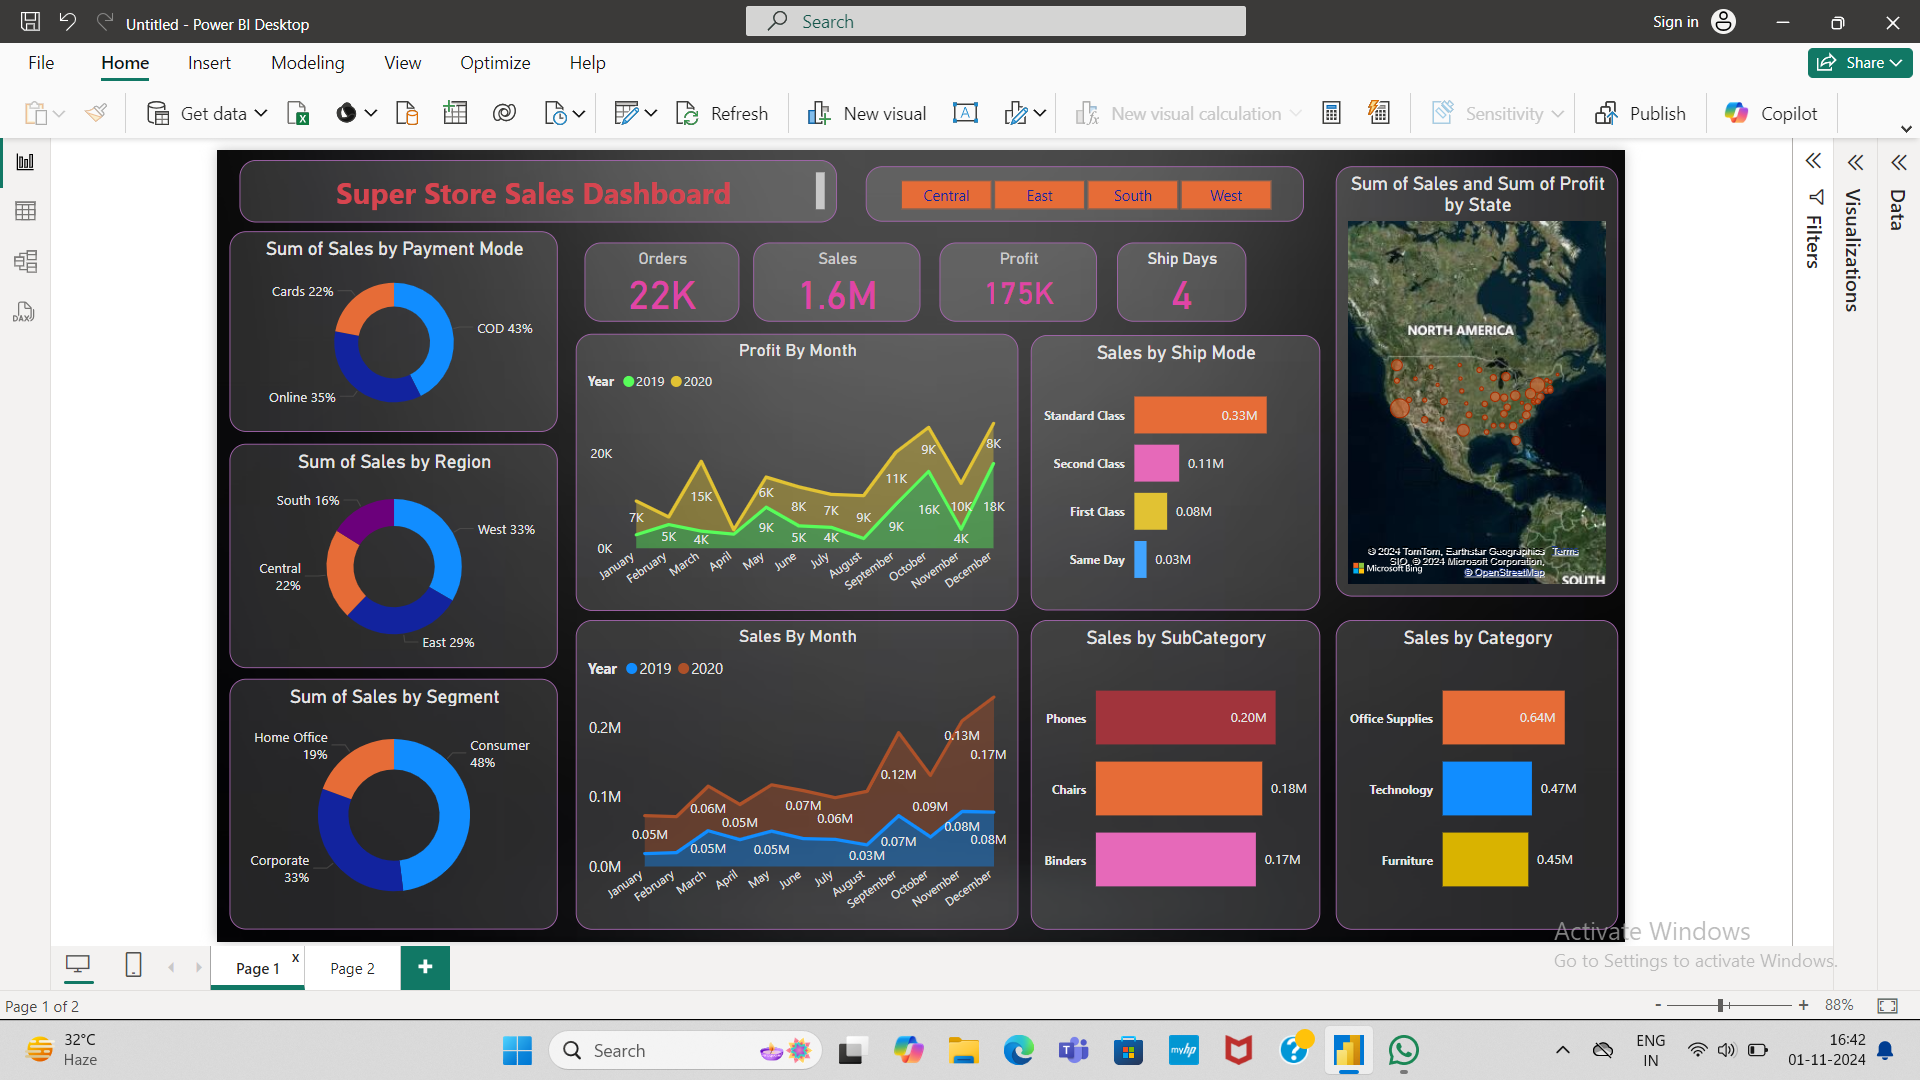 Untitled - Power BI Desktop
Search
Sign in
File
Home
Insert
Modeling
View
Optimize
Help
Share
Get data
Refresh
New visual
New visual calculation
Sensitivity
Publish
Copilot
Super Store Sales Dashboard
Central
East
South
West
Sum of Sales by Payment Mode
Cards 22%
COD 43%
Online 35%
Orders
22K
Sales
1.6M
Profit
175K
Ship Days
4
Sum of Sales and Sum of Profit
by State
NORTH AMERICA
© 2024 TomTom, Earthstar Geographics
Terms
SIO, © 2024 Microsoft Corporation,
Microsoft Bing
© OpenStreetMap
SOUTH
Sum of Sales by Region
South 16%
West 33%
Central
22%
East 29%
Profit By Month
Year
2019
2020
20K
0K
7K
5K
15K
4K
6K
9K
8K
5K
7K
4K
9K
11K
9K
9K
16K
10K
4K
8K
18K
January
February
March
April
May
June
July
August
September
October
November
December
Sales by Ship Mode
Standard Class
0.33M
Second Class
0.11M
First Class
0.08M
Same Day
0.03M
Sum of Sales by Segment
Home Office
19%
Consumer
48%
Corporate
33%
Sales By Month
Year
2019
2020
0.2M
0.1M
0.0M
0.05M
0.06M
0.05M
0.05M
0.05M
0.07M
0.06M
0.03M
0.12M
0.07M
0.09M
0.13M
0.08M
0.17M
0.08M
January
February
March
April
May
June
July
August
September
October
November
December
Sales by SubCategory
Phones
0.20M
Chairs
0.18M
Binders
0.17M
Sales by Category
Office Supplies
0.64M
Technology
0.47M
Furniture
0.45M
Filters
Visualizations
Data
DAX
Activate Windows
Go to Settings to activate Windows.
Page 1
x
Page 2
+
Page 1 of 2
-
+
88%
32°C
Haze
Search
myhp
ENG
IN
16:42
01-11-2024